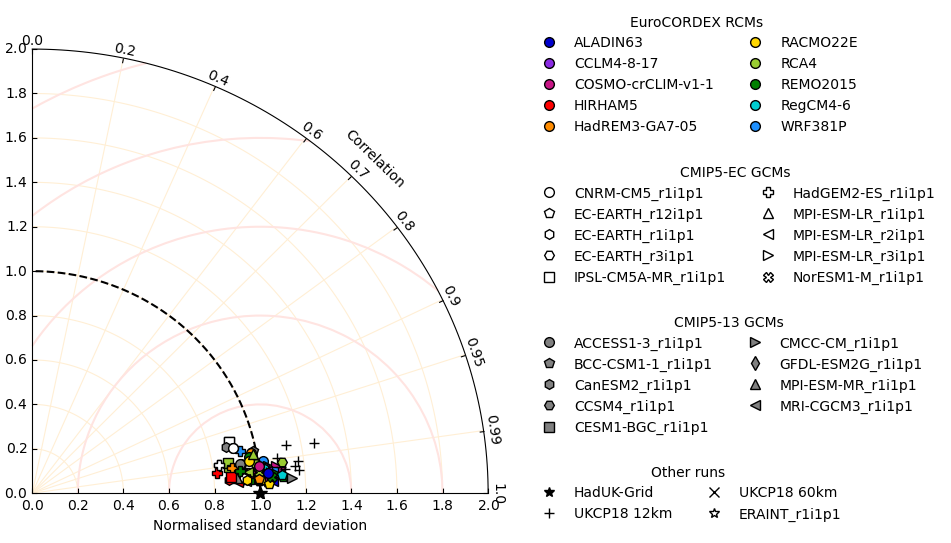 EuroCORDEX RCMs
ALADIN63 RACMO22E
CCLM4-8-17 RCA4
COSMO-crCLIM-v1-1 REMO2015
HIRHAM5 RegCM4-6
HadREM3-GA7-05 WRF381P
CMIP5-EC GCMs
CNRM-CM5_r1i1p1 HadGEM2-ES_r1i1p1
EC-EARTH_r12i1p1 MPI-ESM-LR_r1i1p1
EC-EARTH_r1i1p1 MPI-ESM-LR_r2i1p1
EC-EARTH_r3i1p1 MPI-ESM-LR_r3i1p1
IPSL-CM5A-MR_r1i1p1 NorESM1-M_r1i1p1
CMIP5-13 GCMs
ACCESS1-3_r1i1p1 CMCC-CM_r1i1p1
BCC-CSM1-1_r1i1p1 GFDL-ESM2G_r1i1p1
CanESM2_r1i1p1 MPI-ESM-MR_r1i1p1
CCSM4_r1i1p1 MRI-CGCM3_r1i1p1
CESM1-BGC_r1i1p1
Other runs
HadUK-Grid UKCP18 60km
UKCP18 12km ERAINT_r1i1p1
0.0
0.2
0.4
0.6
Correlation
0.7
0.8
0.9
0.95
0.99
1.0
2.0
1.8
1.6
1.4
1.2
1.0
0.8
0.6
0.4
0.2
0.0
0.0 0.2 0.4 0.6 0.8 1.0 1.2 1.4 1.6 1.8 2.0
Normalised standard deviation